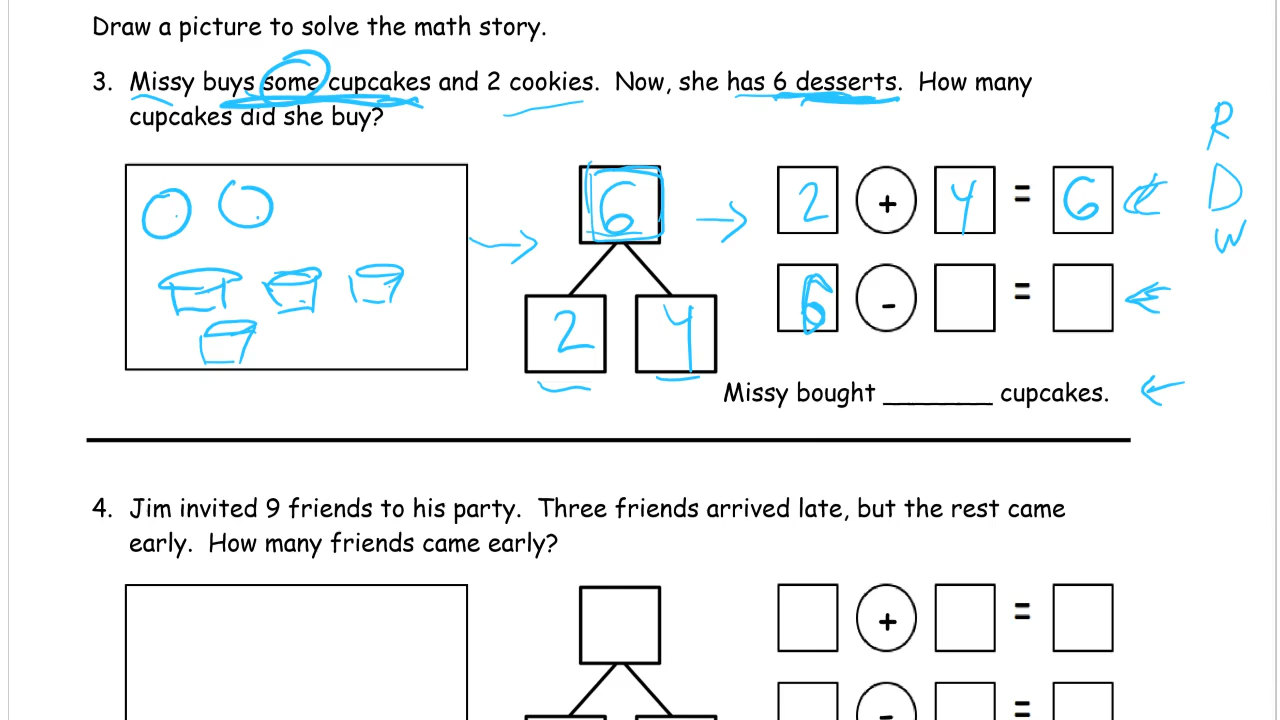 Draw a picture to solve the math story.
3. Missy buys some cupcakes and 2 cookies. Now, she has 6 desserts. How many
cupcakes did she buy?
R
D
W
6
2 4
2 + 4 = 6
6 - =
Missy bought _______ cupcakes.
4. Jim invited 9 friends to his party. Three friends arrived late, but the rest came
early. How many friends came early?
+ =
- =